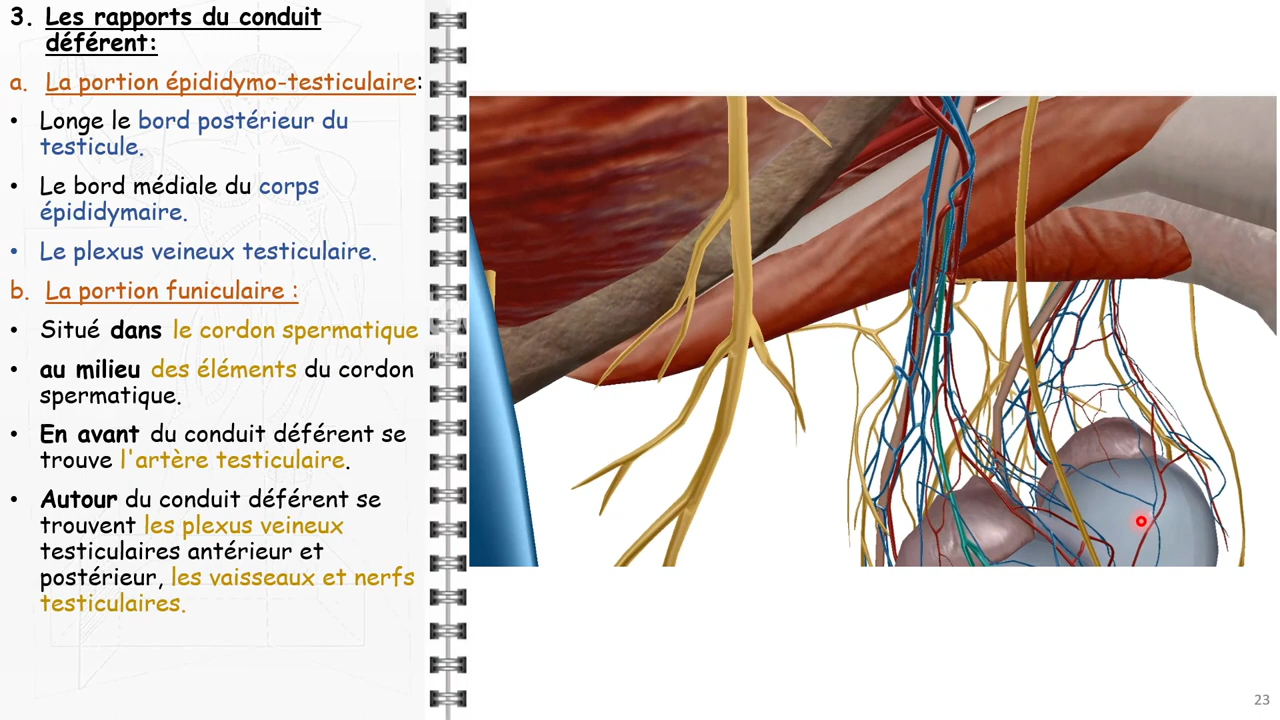 3. Les rapports du conduit
déférent:
a. La portion épididymo-testiculaire:
• Longe le bord postérieur du
testicule.
• Le bord médiale du corps
épididymaire.
• Le plexus veineux testiculaire.
b. La portion funiculaire :
• Situé dans le cordon spermatique
• au milieu des éléments du cordon
spermatique.
• En avant du conduit déférent se
trouve l'artère testiculaire.
• Autour du conduit déférent se
trouvent les plexus veineux
testiculaires antérieur et
postérieur, les vaisseaux et nerfs
testiculaires.
23